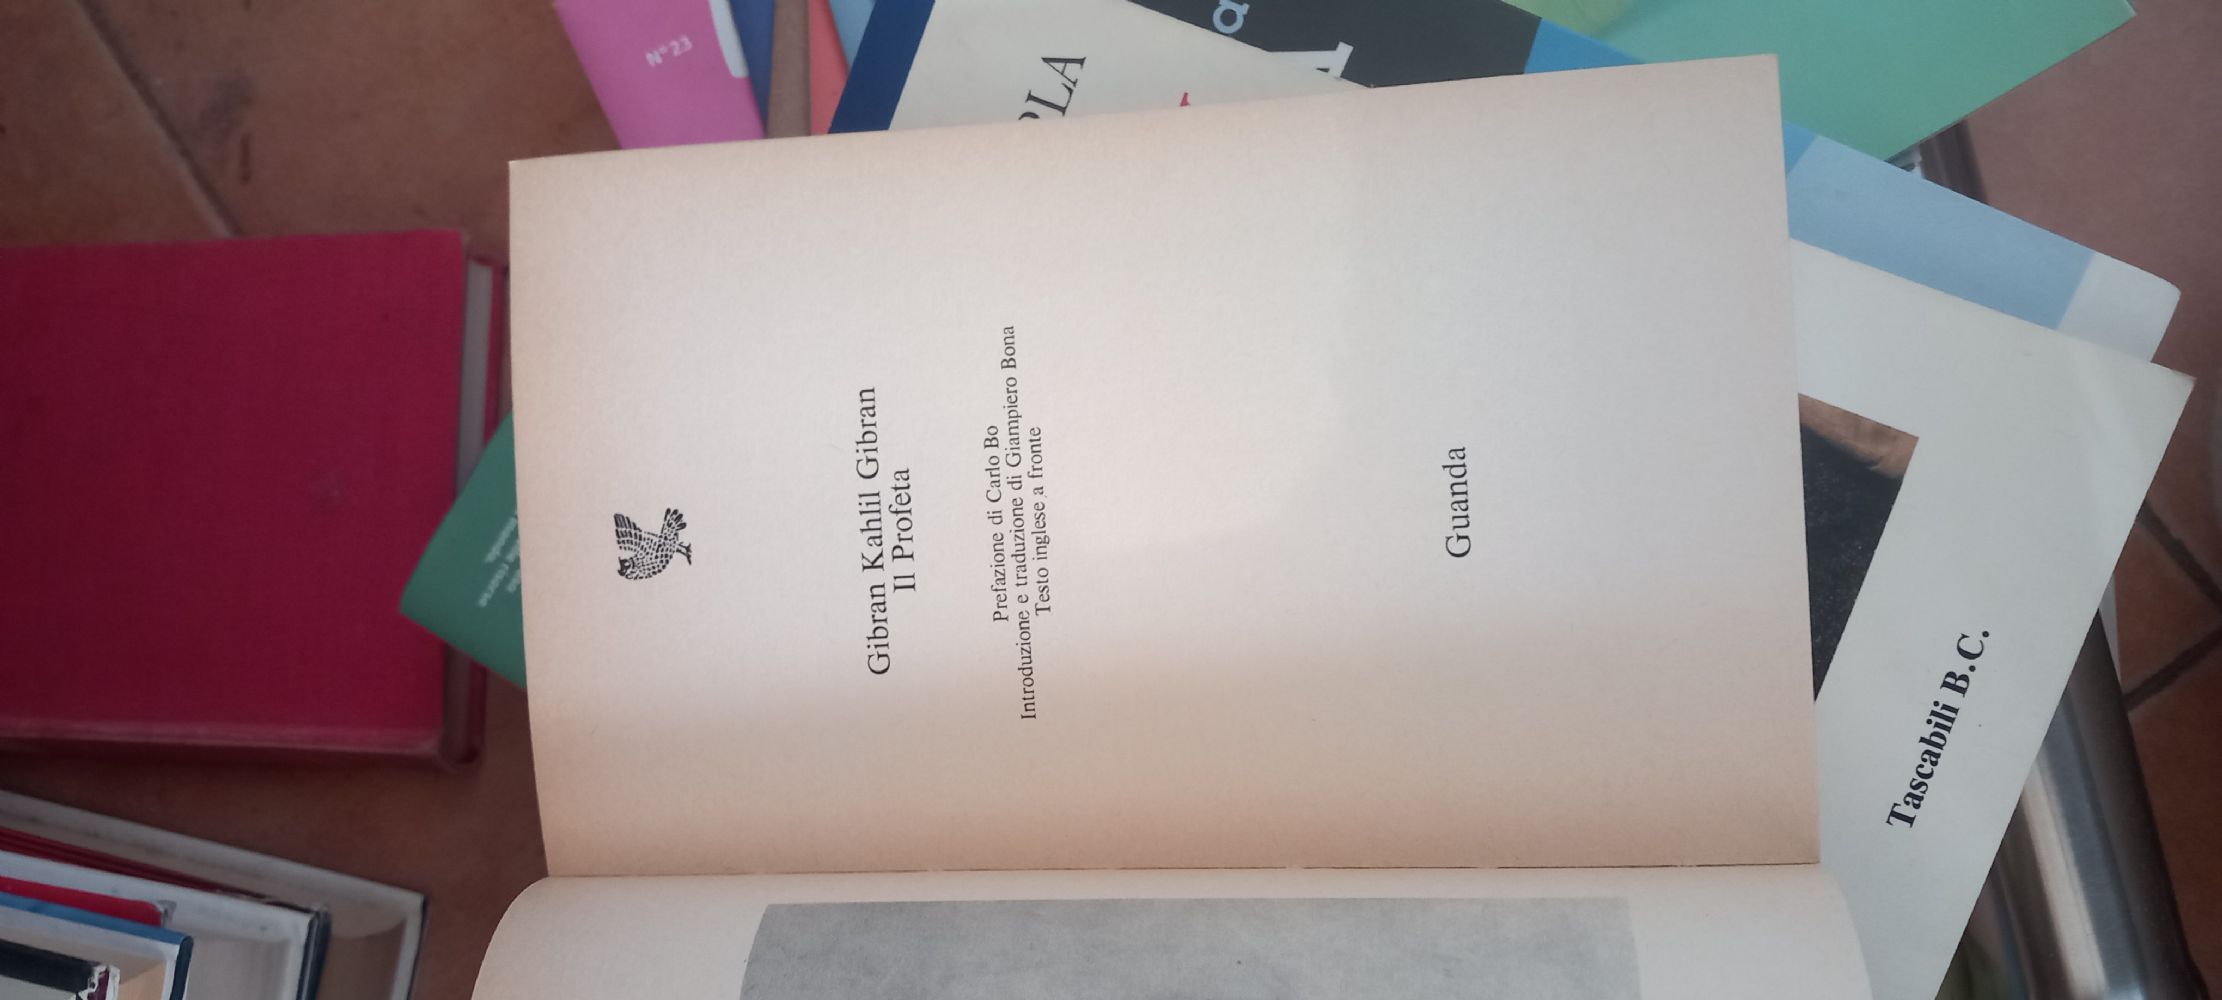 Gibran Kahlil Gibran
Il Profeta
Prefazione di Carlo Bo
Introduzione e traduzione di Giampiero Bona
Testo inglese a fronte
Guanda
Tascabili B.C.
N° 23